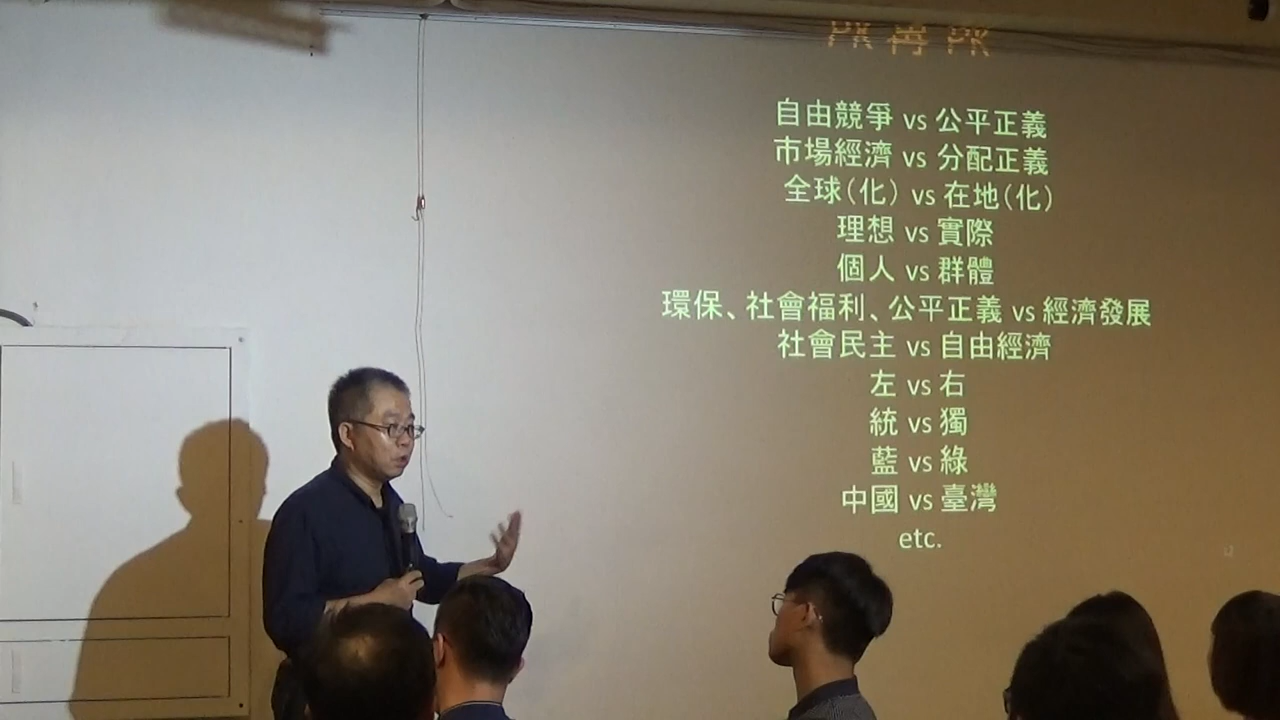 PK 再 PK
自由競爭 vs 公平正義
市場經濟 vs 分配正義
全球(化) vs 在地(化)
理想 vs 實際
個人 vs 群體
環保、社會福利、公平正義 vs 經濟發展
社會民主 vs 自由經濟
左 vs 右
統 vs 獨
藍 vs 綠
中國 vs 臺灣
etc.